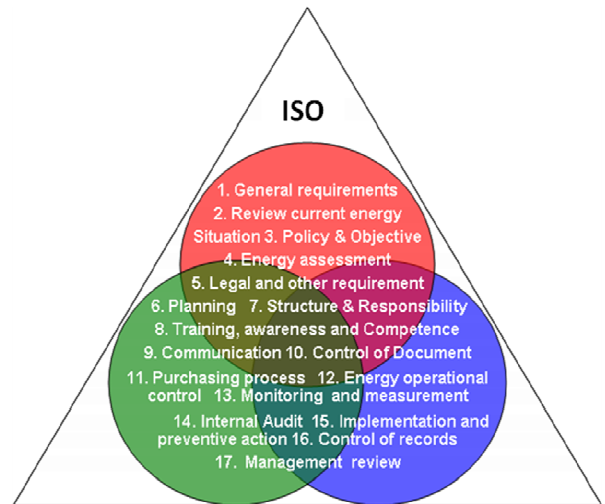 ISO
1. General requirements
2. Review current energy
Situation 3. Policy & Objective
4. Energy assessment
5. Legal and other requirement
6. Planning 7. Structure & Responsibility
8. Training, awareness and Competence
9. Communication 10. Control of Document
11. Purchasing process 12. Energy operational
control 13. Monitoring and measurement
14. Internal Audit 15. Implementation and
preventive action 16. Control of records
17. Management review